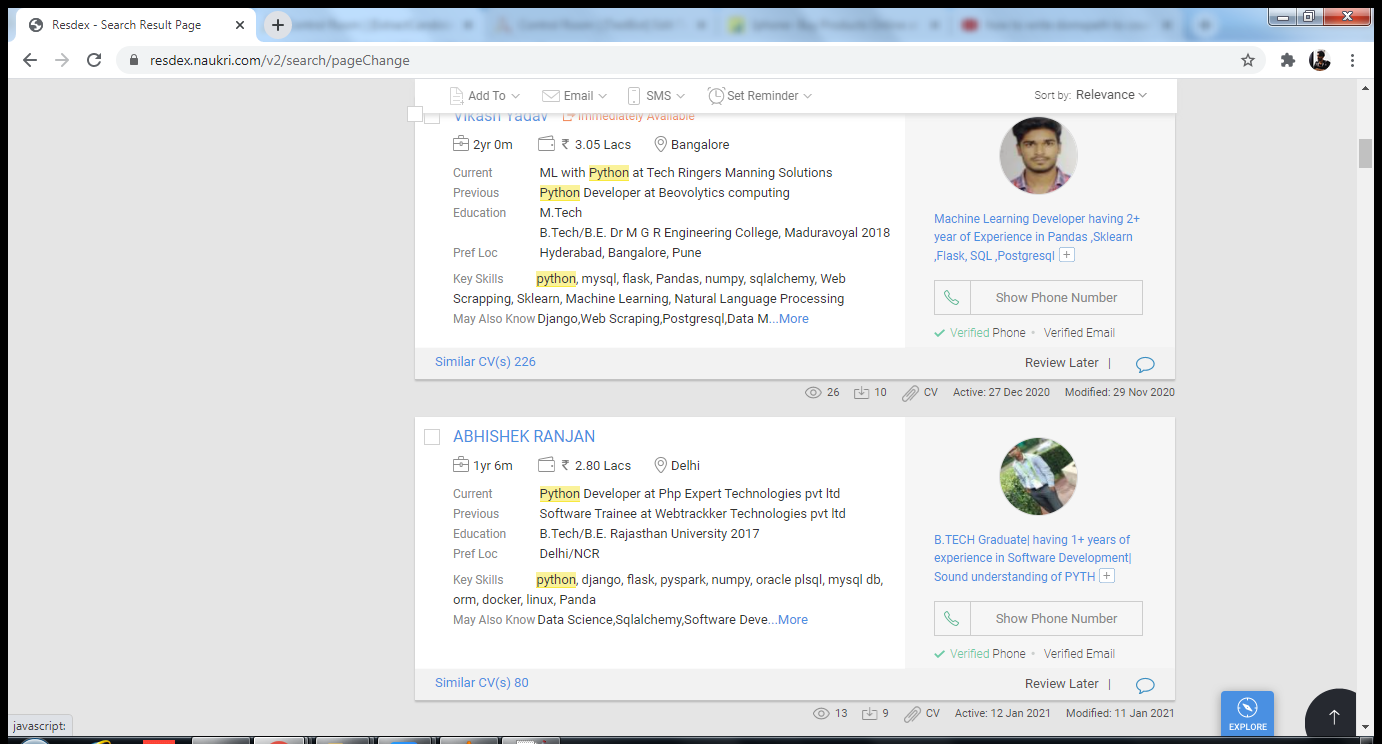 Resdex - Search Result Page
resdex.naukri.com/v2/search/pageChange
Add To Email SMS Set Reminder Sort by: Relevance
Vikash Yadav Immediately Available
2yr 0m ₹ 3.05 Lacs Bangalore
Current ML with Python at Tech Ringers Manning Solutions
Previous Python Developer at Beovolytics computing
Education M.Tech
B.Tech/B.E. Dr M G R Engineering College, Maduravoyal 2018
Pref Loc Hyderabad, Bangalore, Pune
Key Skills python, mysql, flask, Pandas, numpy, sqlalchemy, Web
Scrapping, Sklearn, Machine Learning, Natural Language Processing
May Also Know Django,Web Scraping,Postgresql,Data M...More
Machine Learning Developer having 2+
year of Experience in Pandas ,Sklearn
,Flask, SQL ,Postgresql +
Show Phone Number
Verified Phone • Verified Email
Similar CV(s) 226 Review Later |
26 10 CV Active: 27 Dec 2020 Modified: 29 Nov 2020
ABHISHEK RANJAN
1yr 6m ₹ 2.80 Lacs Delhi
Current Python Developer at Php Expert Technologies pvt ltd
Previous Software Trainee at Webtrackker Technologies pvt ltd
Education B.Tech/B.E. Rajasthan University 2017
Pref Loc Delhi/NCR
Key Skills python, django, flask, pyspark, numpy, oracle plsql, mysql db,
orm, docker, linux, Panda
May Also Know Data Science,Sqlalchemy,Software Deve...More
B.TECH Graduate| having 1+ years of
experience in Software Development|
Sound understanding of PYTH +
Show Phone Number
Verified Phone • Verified Email
Similar CV(s) 80 Review Later |
13 9 CV Active: 12 Jan 2021 Modified: 11 Jan 2021
EXPLORE
javascript: